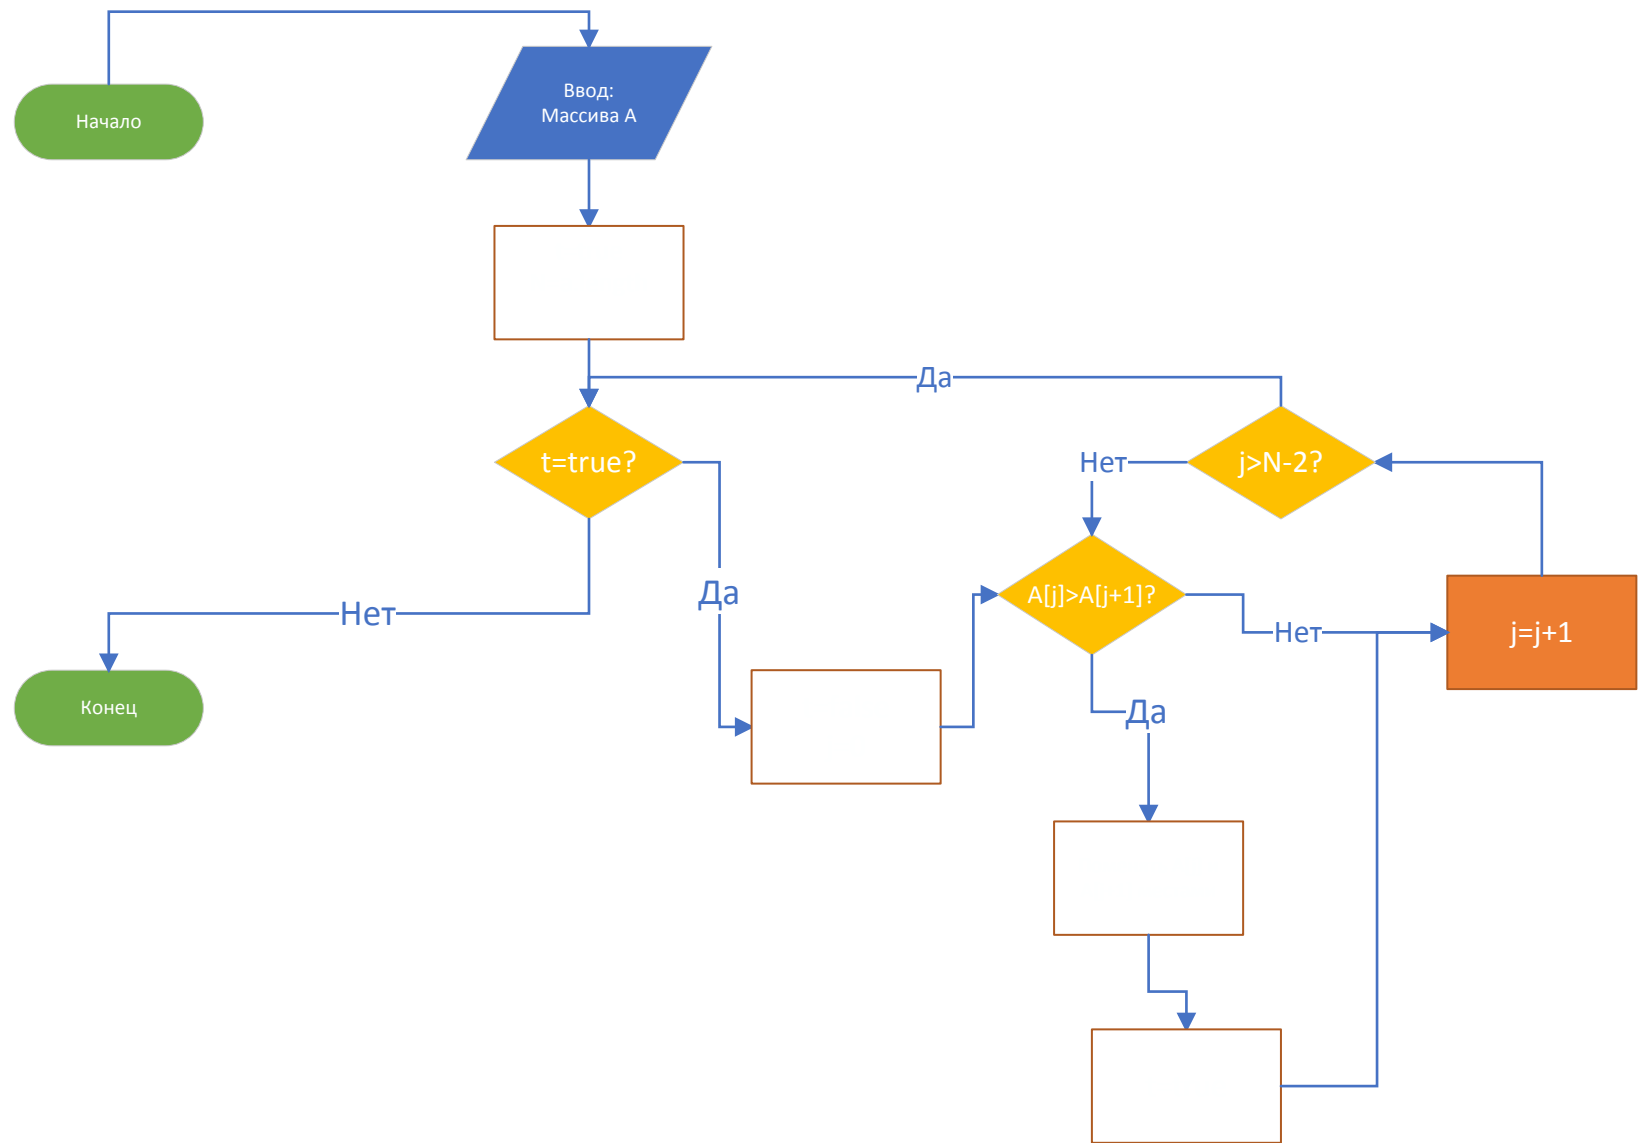 Ввод:
Массива А
Начало
Да
t=true?
Нет
j>N-2?
Да
A[j]>A[j+1]?
Нет
Нет
j=j+1
Конец
Да